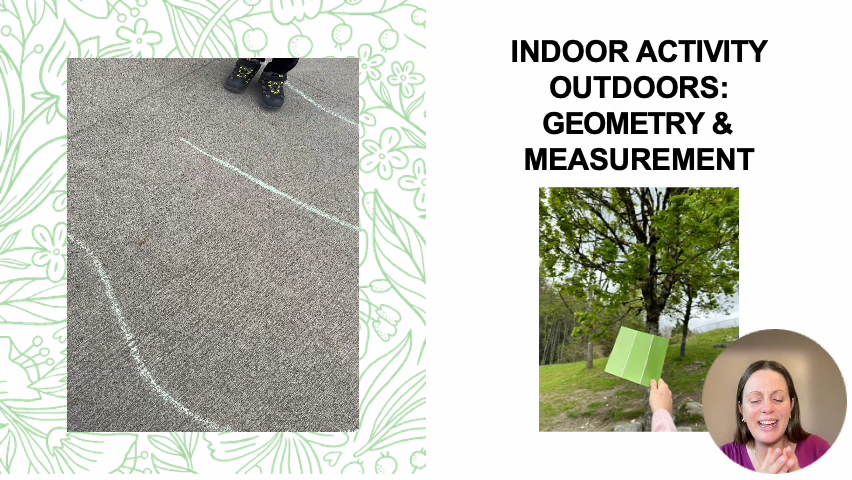 INDOOR ACTIVITY
OUTDOORS:
GEOMETRY &
MEASUREMENT